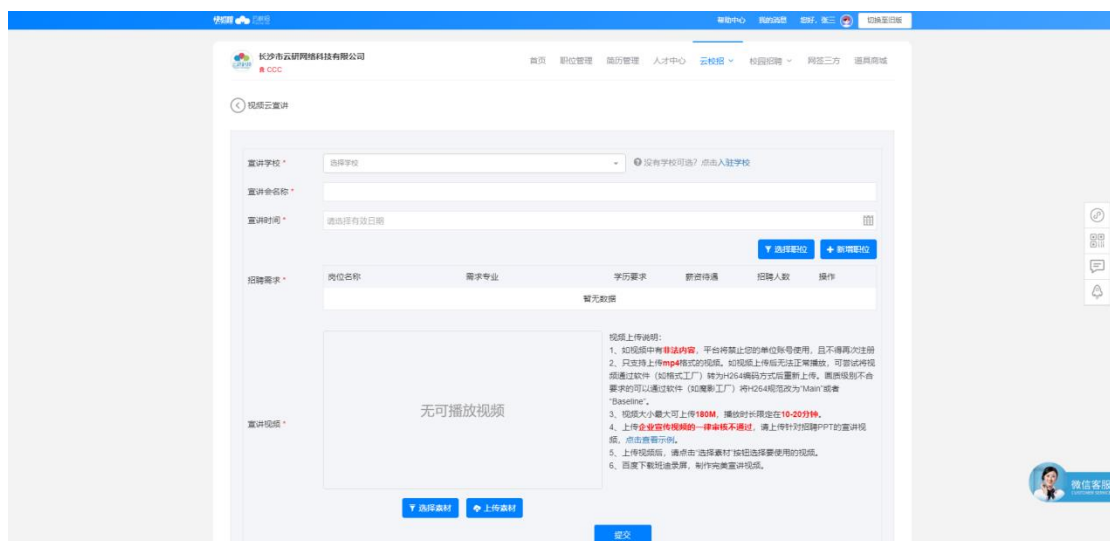 云就业
帮助中心 我的消息 您好, 张三 切换至旧版
长沙市云研网络科技有限公司
CCC
首页 职位管理 简历管理 人才中心 云校招 校园招聘 网签三方 道具商城
视频云宣讲
宣讲学校 * 选择学校 没有学校可选？点击入驻学校
宣讲会名称 *
宣讲时间 * 请选择有效日期
选择职位 + 新增职位
招聘需求 * 岗位名称 需求专业 学历要求 薪资待遇 招聘人数 操作
暂无数据
宣讲视频 *
无可播放视频
视频上传说明:
1、如视频中有非法内容，平台将禁止您的单位账号使用，且不得再次注册
2、只支持上传mp4格式的视频。如视频上传后无法正常播放，可尝试将视
频通过软件（如格式工厂）转为H264编码方式后重新上传。画质级别不合
要求的可以通过软件（如魔影工厂）将H264规范改为"Main"或者
"Baseline"。
3、视频大小最大可上传180M，播放时长限定在10-20分钟。
4、上传企业宣传视频的一律审核不通过，请上传针对招聘PPT的宣讲视
频，点击查看示例。
5、上传视频后，请点击"选择素材"按钮选择要使用的视频。
6、百度下载班迪录屏，制作完美宣讲视频。
选择素材 上传素材
提交
微信客服
CUSTOMER SERVICE